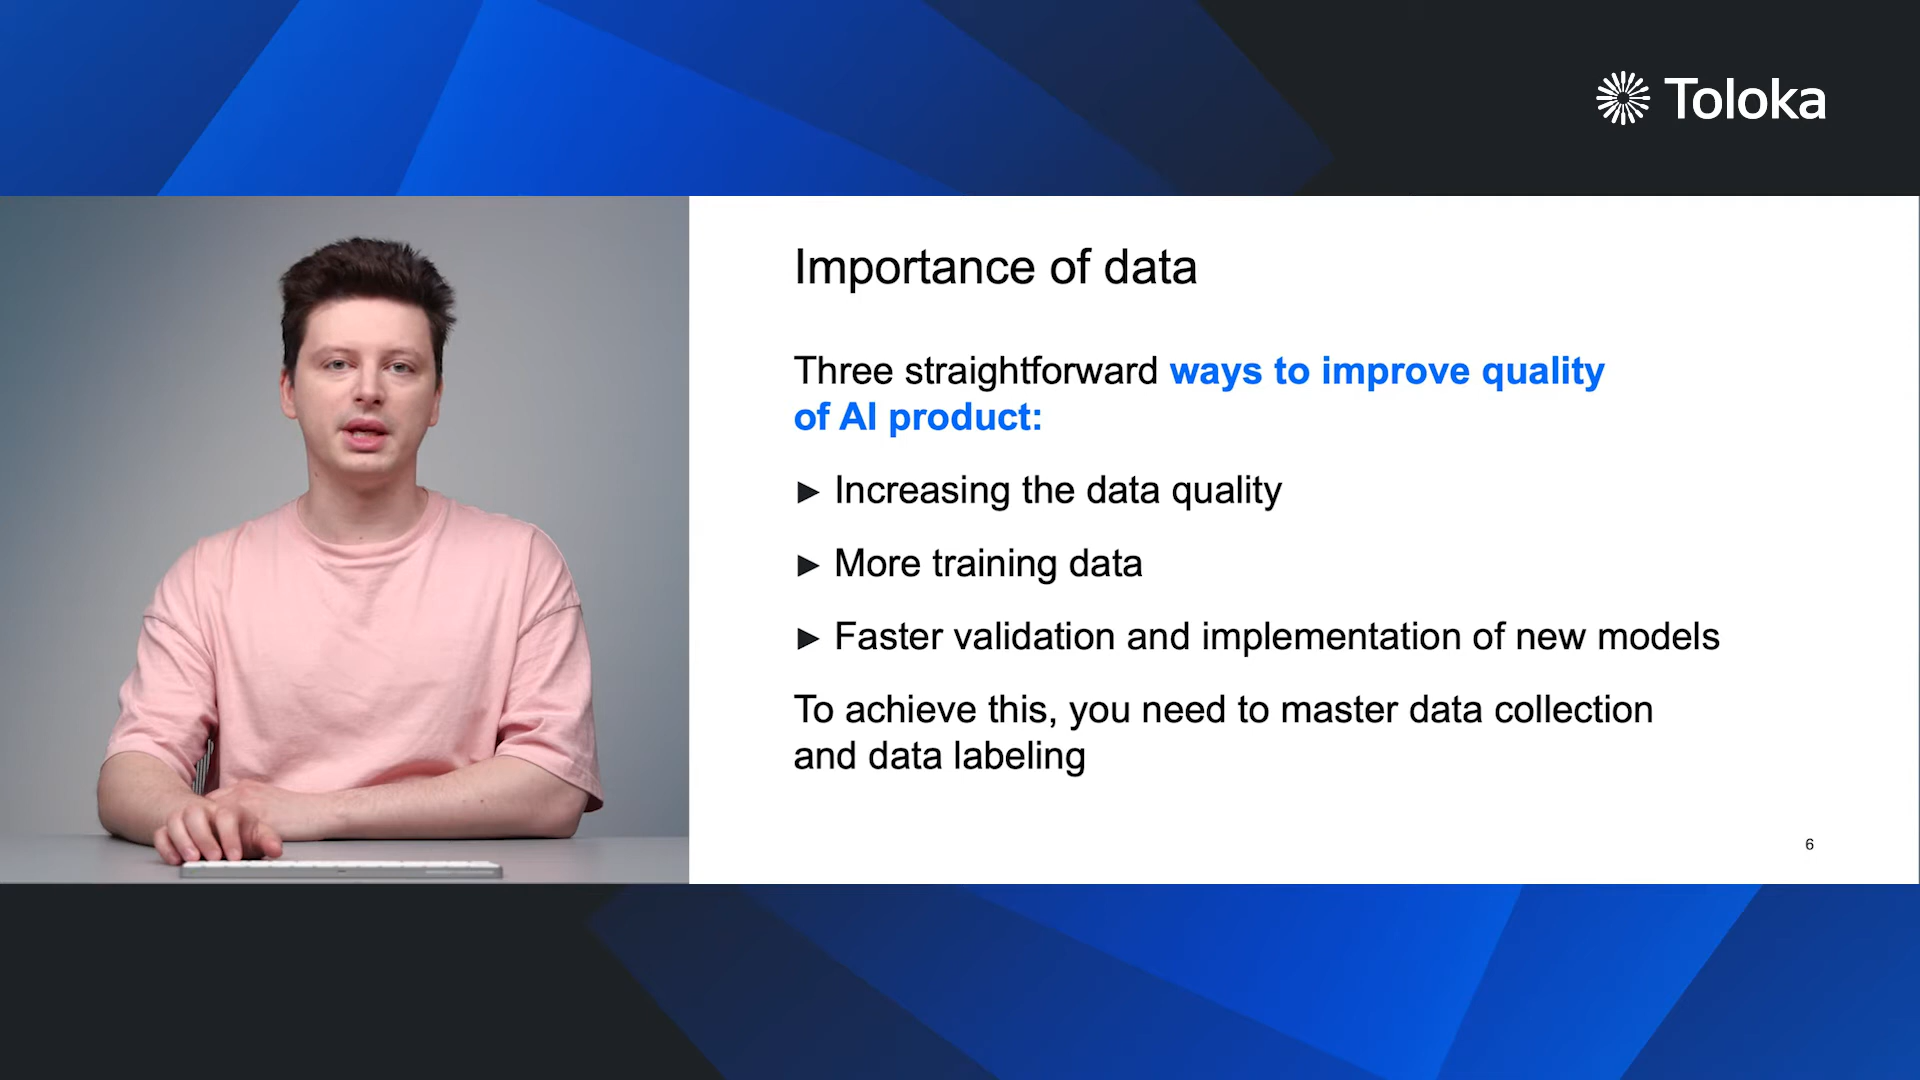 Toloka
Importance of data
Three straightforward ways to improve quality
of AI product:
► Increasing the data quality
► More training data
► Faster validation and implementation of new models
To achieve this, you need to master data collection
and data labeling
6